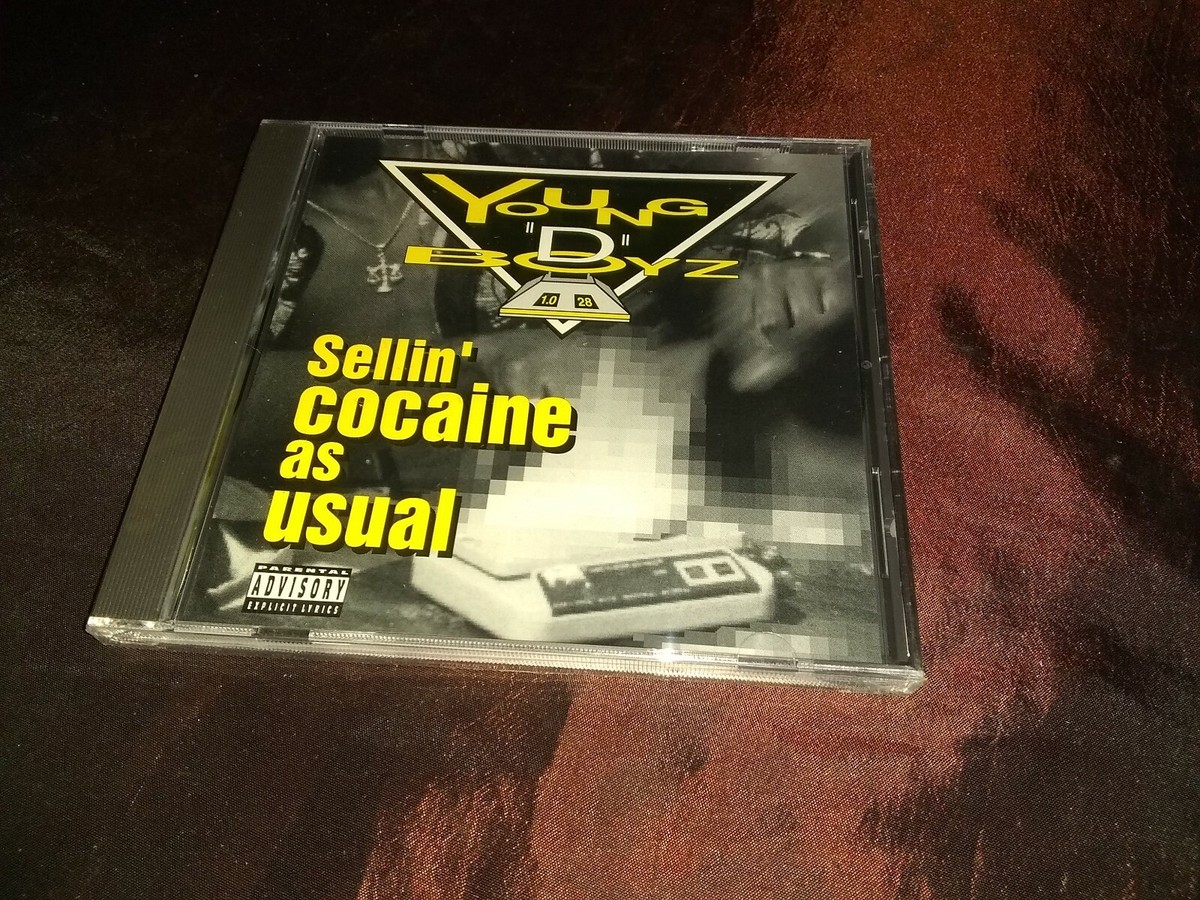 YOUNG
"D"
BOYZ
1.0 28
Sellin'
cocaine
as
usual
PARENTAL
ADVISORY
EXPLICIT LYRICS